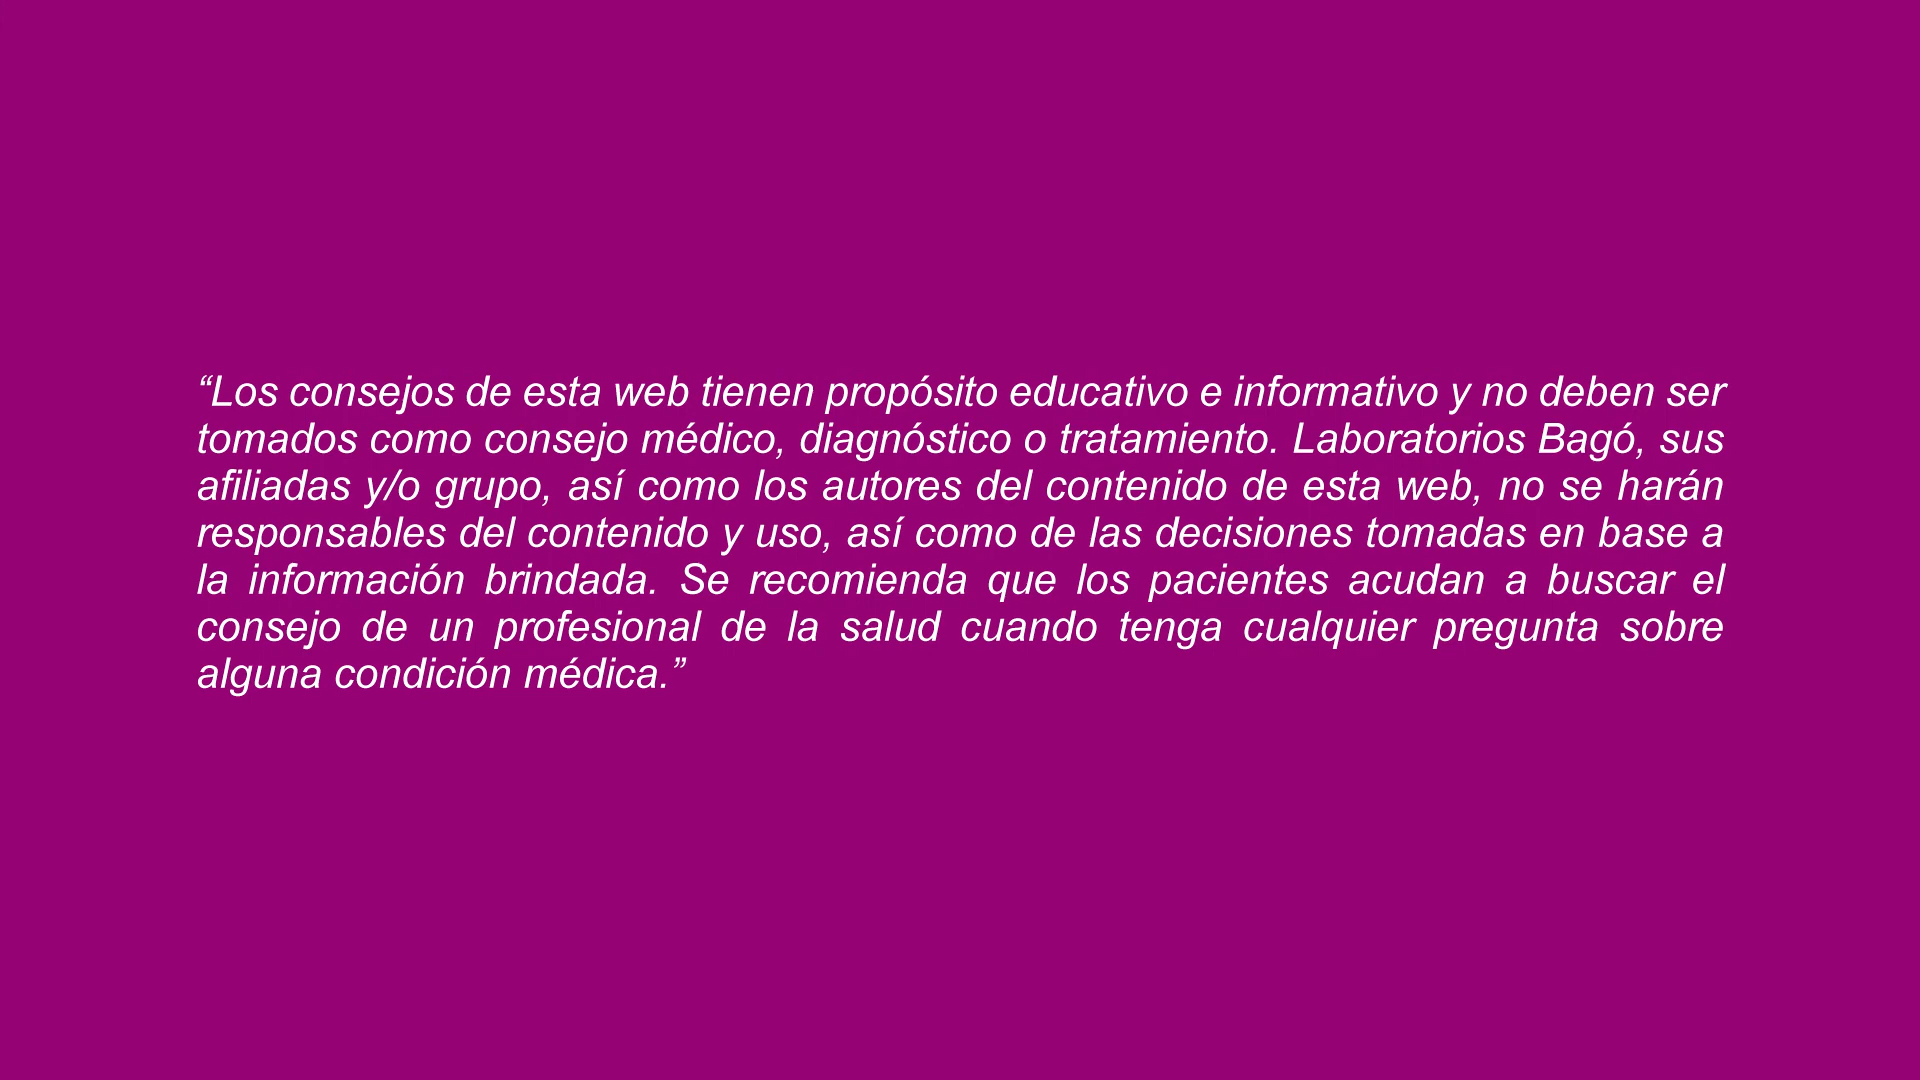 “Los consejos de esta web tienen propósito educativo e informativo y no deben ser
tomados como consejo médico, diagnóstico o tratamiento. Laboratorios Bagó, sus
afiliadas y/o grupo, así como los autores del contenido de esta web, no se harán
responsables del contenido y uso, así como de las decisiones tomadas en base a
la información brindada. Se recomienda que los pacientes acudan a buscar el
consejo de un profesional de la salud cuando tenga cualquier pregunta sobre
alguna condición médica.”